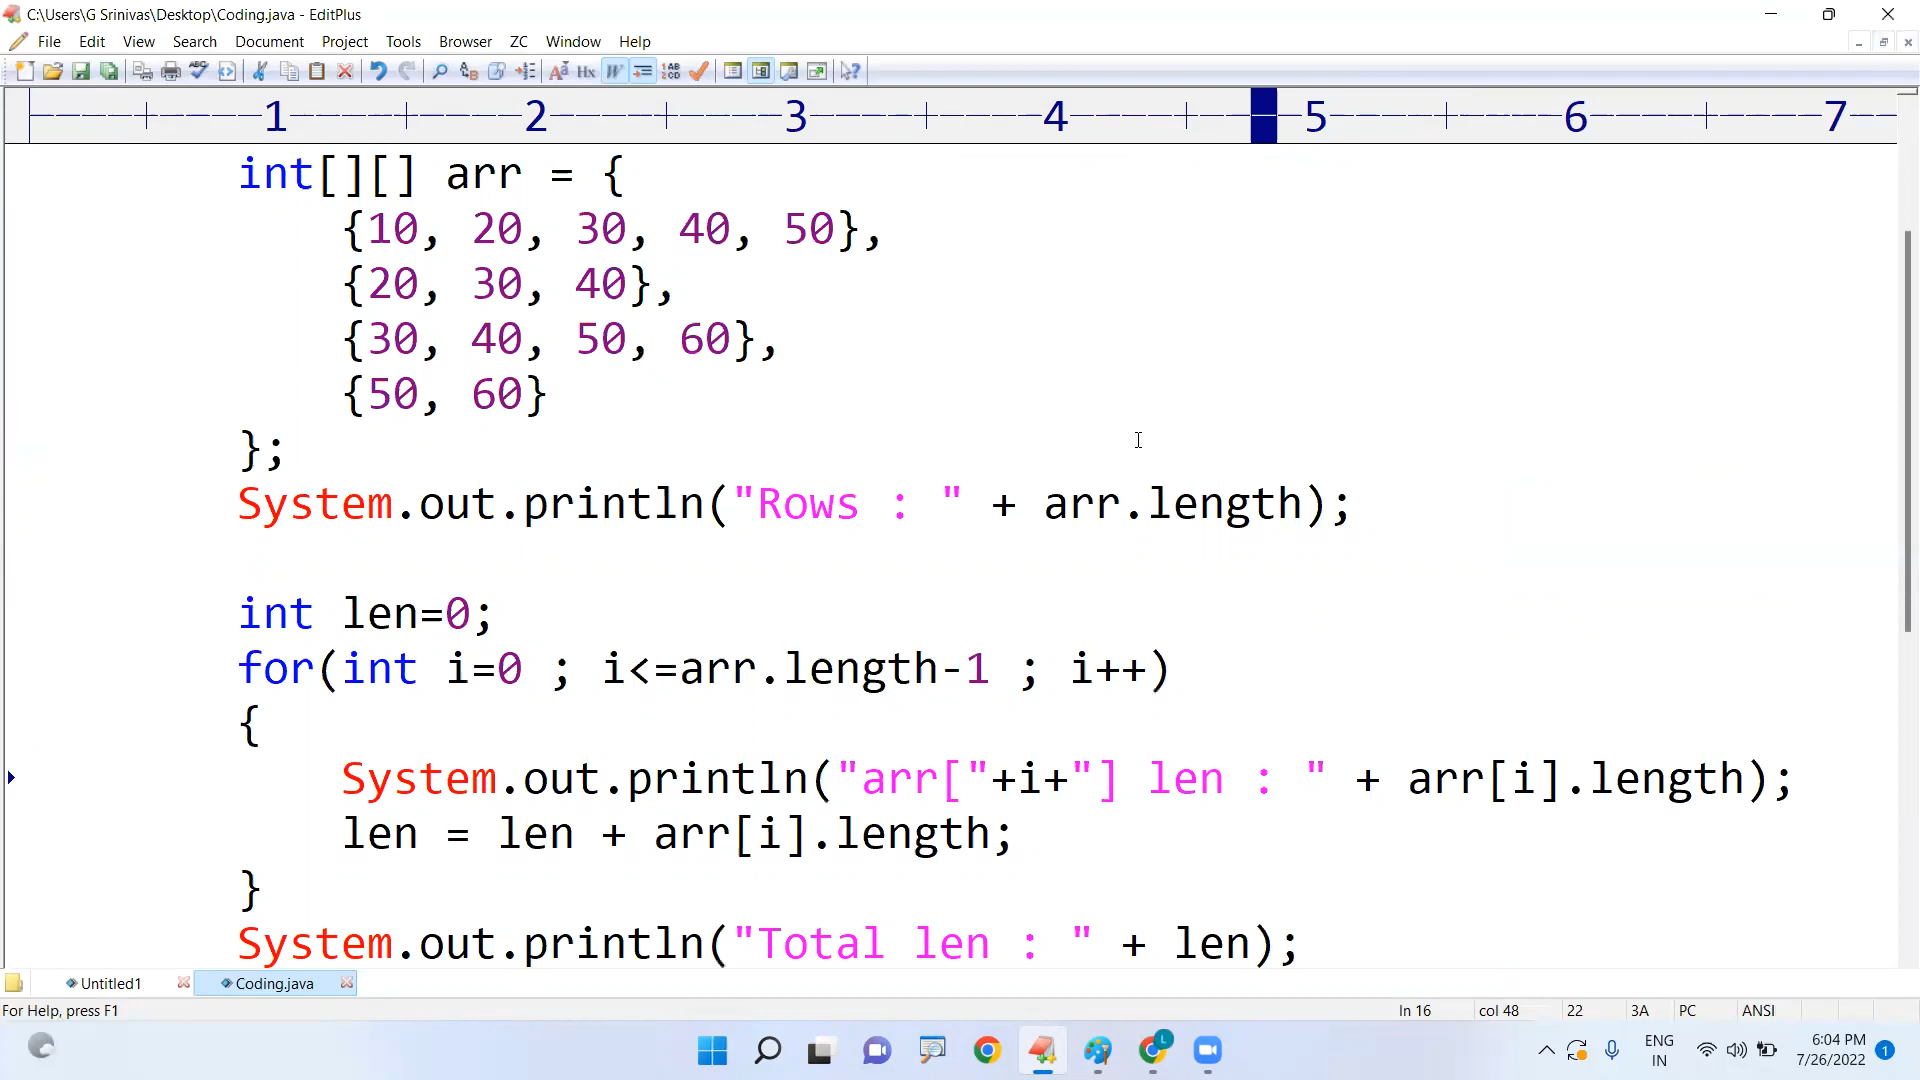 C:\Users\G Srinivas\Desktop\Coding.java - EditPlus
File Edit View Search Document Project Tools Browser ZC Window Help
1 2 3 4 5 6 7
int[][] arr = {
{10, 20, 30, 40, 50},
{20, 30, 40},
{30, 40, 50, 60},
{50, 60}
};
System.out.println("Rows : " + arr.length);
int len=0;
for(int i=0 ; i<=arr.length-1 ; i++)
{
System.out.println("arr["+i+"] len : " + arr[i].length);
len = len + arr[i].length;
}
System.out.println("Total len : " + len);
Untitled1 Coding.java
For Help, press F1 ln 16 col 48 22 3A PC ANSI
ENG 6:04 PM
IN 7/26/2022 1